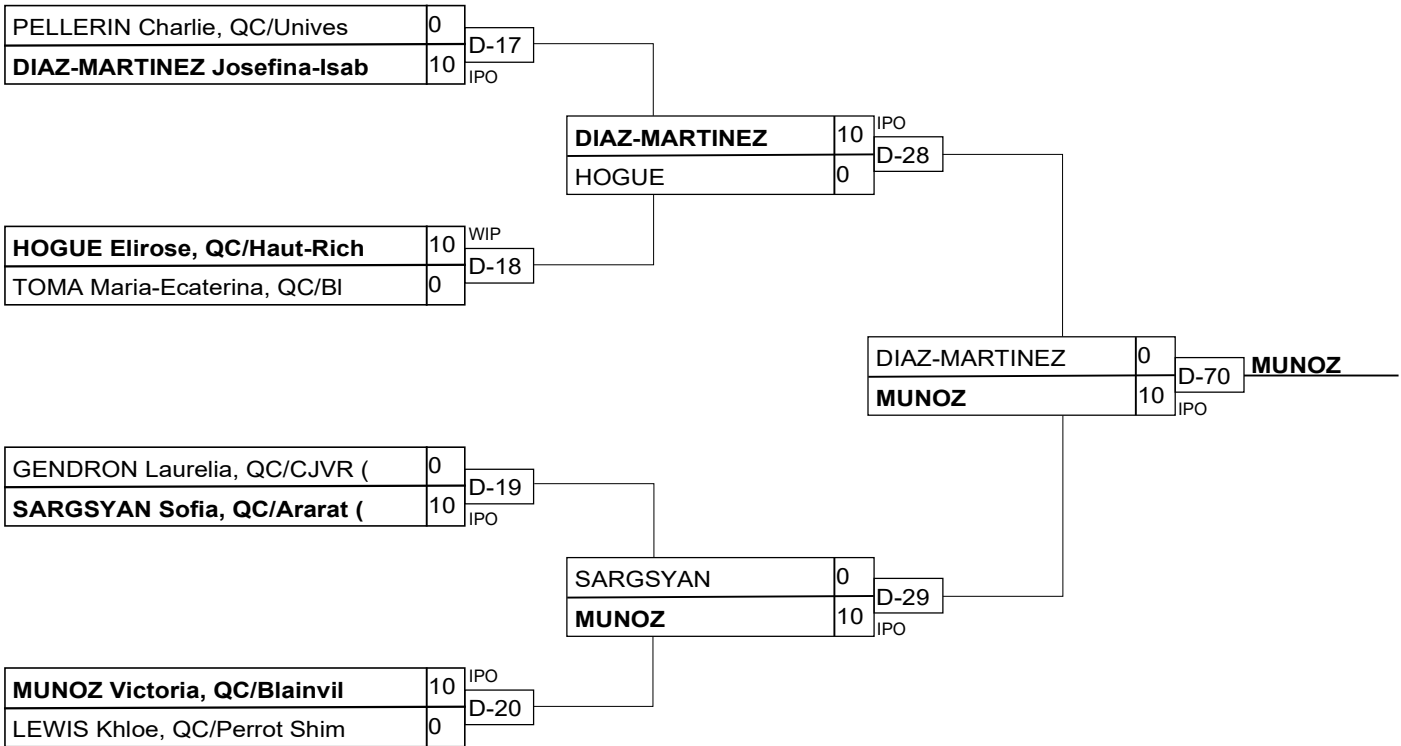 PELLERIN Charlie, QC/Unives 0
D-17
DIAZ-MARTINEZ Josefina-Isab 10
IPO
DIAZ-MARTINEZ 10 IPO
D-28
HOGUE 0
HOGUE Elirose, QC/Haut-Rich 10 WIP
D-18
TOMA Maria-Ecaterina, QC/Bl 0
DIAZ-MARTINEZ 0
D-70 MUNOZ
MUNOZ 10 IPO
GENDRON Laurelia, QC/CJVR ( 0
D-19
SARGSYAN Sofia, QC/Ararat ( 10 IPO
SARGSYAN 0
D-29
MUNOZ 10 IPO
MUNOZ Victoria, QC/Blainvil 10 IPO
D-20
LEWIS Khloe, QC/Perrot Shim 0